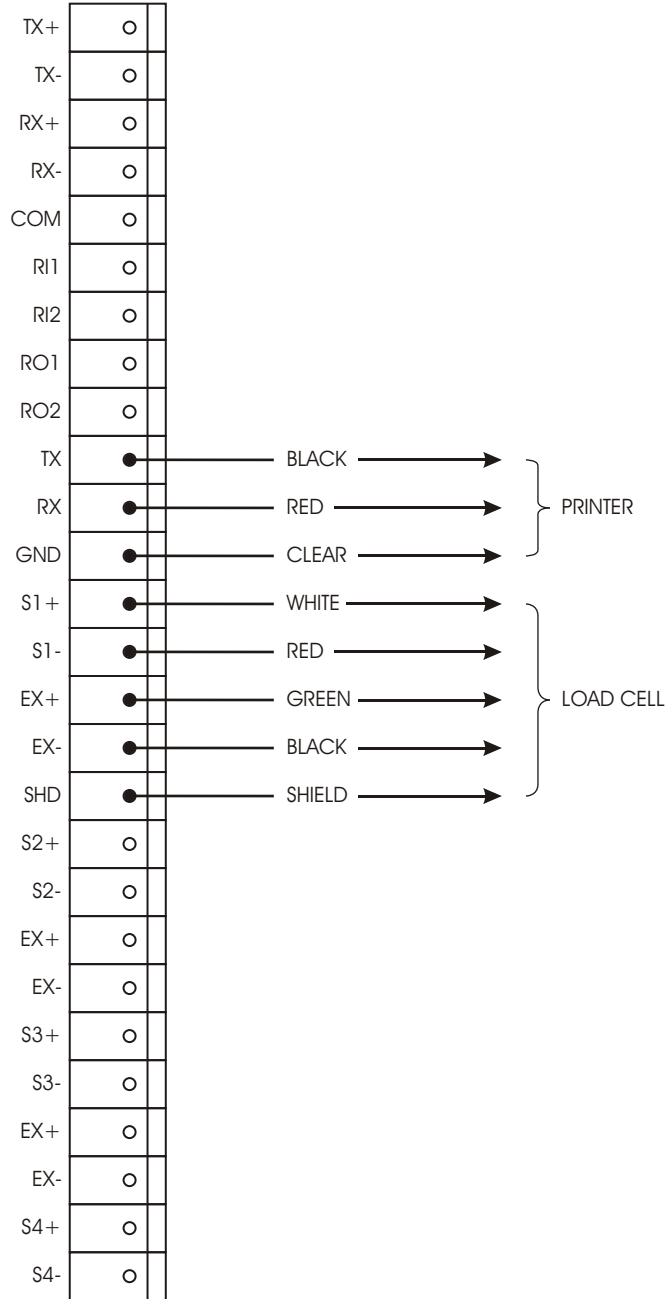 TX+
TX-
RX+
RX-
COM
RI1
RI2
RO1
RO2
TX BLACK
RX RED PRINTER
GND CLEAR
S1+ WHITE
S1- RED
EX+ GREEN LOAD CELL
EX- BLACK
SHD SHIELD
S2+
S2-
EX+
EX-
S3+
S3-
EX+
EX-
S4+
S4-